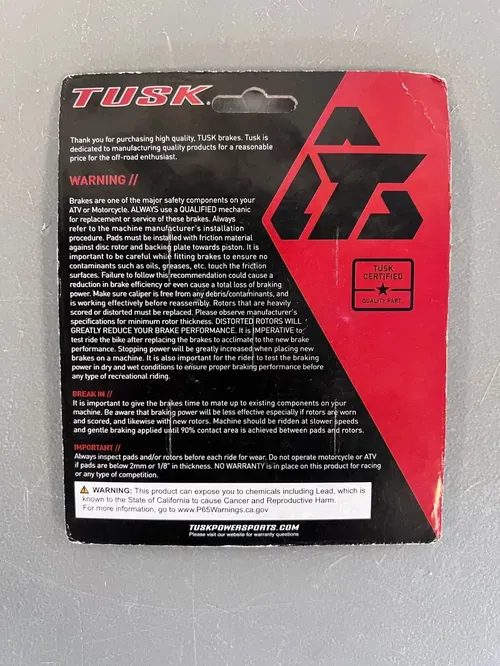 TUSK
Thank you for purchasing high quality, TUSK brakes. Tusk is
dedicated to manufacturing quality products for a reasonable
price for the off-road enthusiast.
WARNING //
Brakes are one of the major safety components on your
ATV or Motorcycle. ALWAYS use a QUALIFIED mechanic
for replacement or service of these brakes. Always
refer to the machine manufacturer's installation
procedure. Pads must be installed with friction material
against disc rotor and backing plate towards piston. It is
important to be careful while fitting brakes to ensure no
contaminants such as oils, greases, etc. touch the friction
surfaces. Failure to follow this recommendation could cause a
reduction in brake efficiency or even cause a total loss of braking
power. Make sure caliper is free from any debris/contaminants, and
is working effectively before reassembly. Rotors that are heavily
scored or distorted must be replaced. Please observe manufacturer's
specifications for minimum rotor thickness. DISTORTED ROTORS WILL
GREATLY REDUCE YOUR BRAKE PERFORMANCE. It is IMPERATIVE to
test ride the bike after replacing the brakes to acclimate to the new brake
performance. Stopping power will be greatly increased when placing new
brakes on a machine. It is also important for the rider to test the braking
power in dry and wet conditions to ensure proper braking performance before
any type of recreational riding.
TUSK
CERTIFIED
QUALITY PART
BREAK IN //
It is important to give the brakes time to mate up to existing components on your
machine. Be aware that braking power will be less effective especially if rotors are worn
and scored, and likewise with new rotors. Machine should be ridden at slower speeds
and gentle braking applied until 90% contact area is achieved between pads and rotors.
IMPORTANT //
Always inspect pads and/or rotors before each ride for wear. Do not operate motorcycle or ATV
if pads are below 2mm or 1/8" in thickness. NO WARRANTY is in place on this product for racing
or any type of competition.
WARNING: This product can expose you to chemicals including Lead, which is
known to the State of California to cause Cancer and Reproductive Harm.
For more information, go to www.P65Warnings.ca.gov
TUSKPOWERSPORTS.COM
Please visit our website for warranty questions